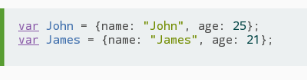 var John = {name: "John", age: 25};
var James = {name: "James", age: 21};